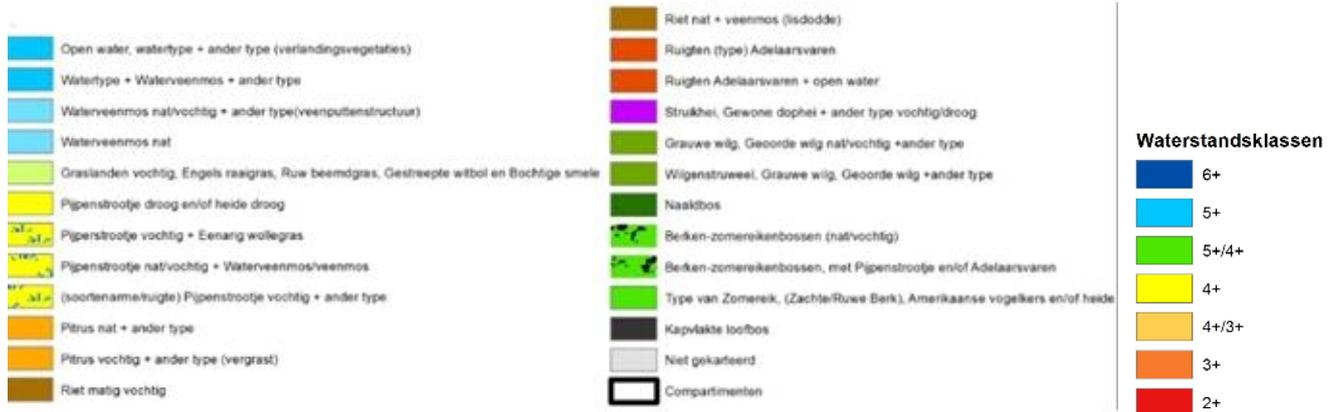 Open water, watertype + ander type (verlandingsvegetaties)
Watertype + Waterveenmos + ander type
Waterveenmos nat/vochtig + ander type(veenputtenstructuur)
Waterveenmos nat
Graslanden vochtig, Engels raaigras, Ruw beemdgras, Gestreepte witbol en Bochtige smele
Pijpenstrootje droog en/of heide droog
Pijperstrootje vochtig + Eenarig wollegras
Pijpenstrootje nat/vochtig + Waterveenmos/veenmos
(soortenarme/ruigte) Pijpenstrootje vochtig + ander type
Pitrus nat + ander type
Pitrus vochtig + ander type (vergrast)
Riet matig vochtig
Riet nat + veenmos (lisdodde)
Ruigten (type) Adelaarsvaren
Ruigten Adelaarsvaren + open water
Struikhei, Gewone dophei + ander type vochtig/droog
Grauwe wilg, Geoorde wilg nat/vochtig +ander type
Wilgenstruweel, Grauwe wilg, Geoorde wilg +ander type
Naaldbos
Berken-zomereikenbossen (nat/vochtig)
Berken-zomereikenbossen, met Pijpenstrootje en/of Adelaarsvaren
Type van Zomereik, (Zachte/Ruwe Berk), Amerikaanse vogelkers en/of heide
Kapvlakte loofbos
Niet gekarteerd
Compartimenten
Waterstandsklassen
6+
5+
5+/4+
4+
4+/3+
3+
2+